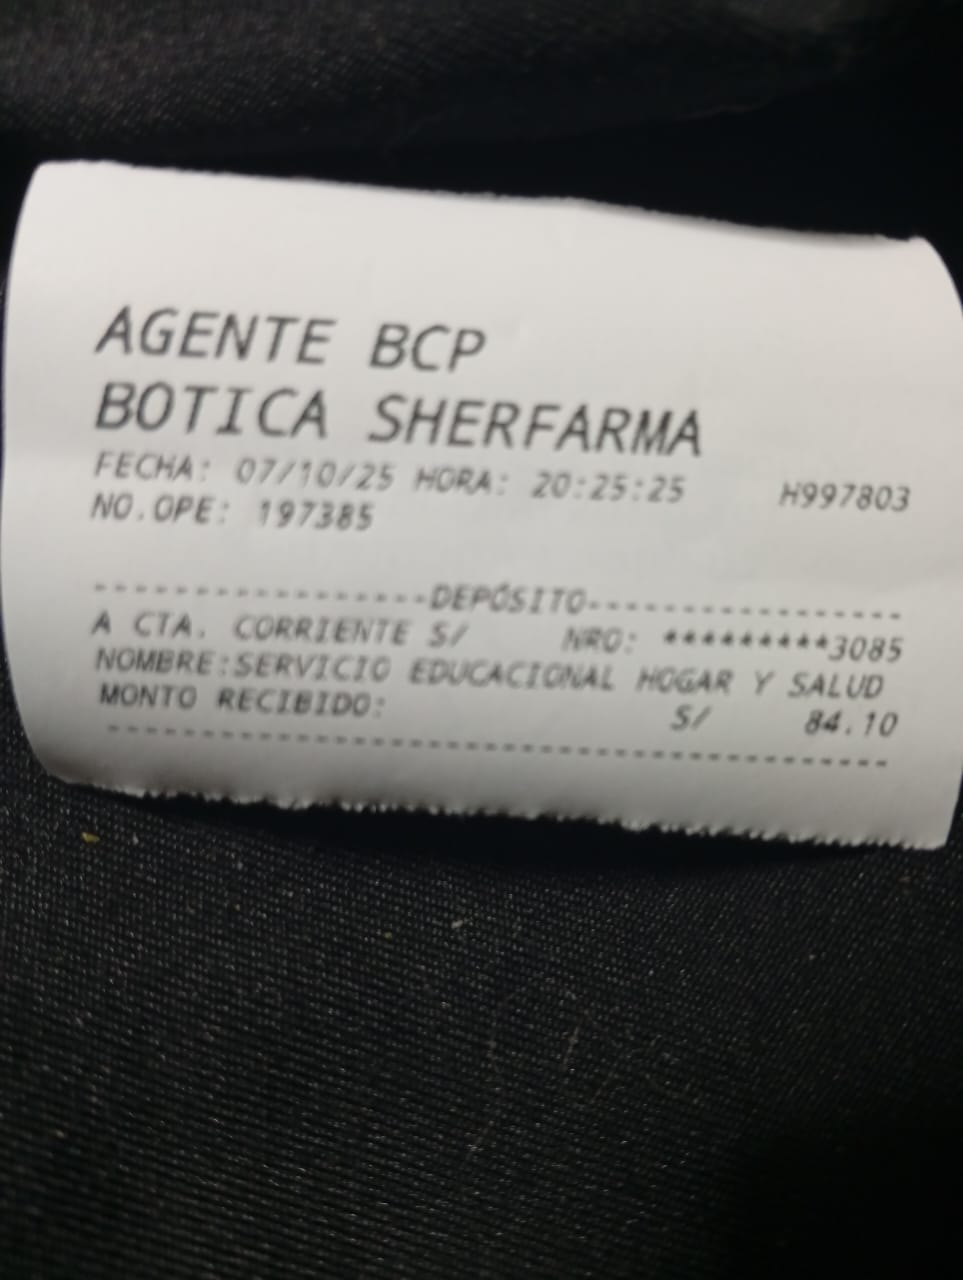 AGENTE BCP
BOTICA SHERFARMA
FECHA: 07/10/25 HORA: 20:25:25 H997803
NO.OPE: 197385
-----------------DEPÓSITO-----------------
A CTA. CORRIENTE S/ NRO: *********3085
NOMBRE:SERVICIO EDUCACIONAL HOGAR Y SALUD
MONTO RECIBIDO: S/ 84.10
------------------------------------------